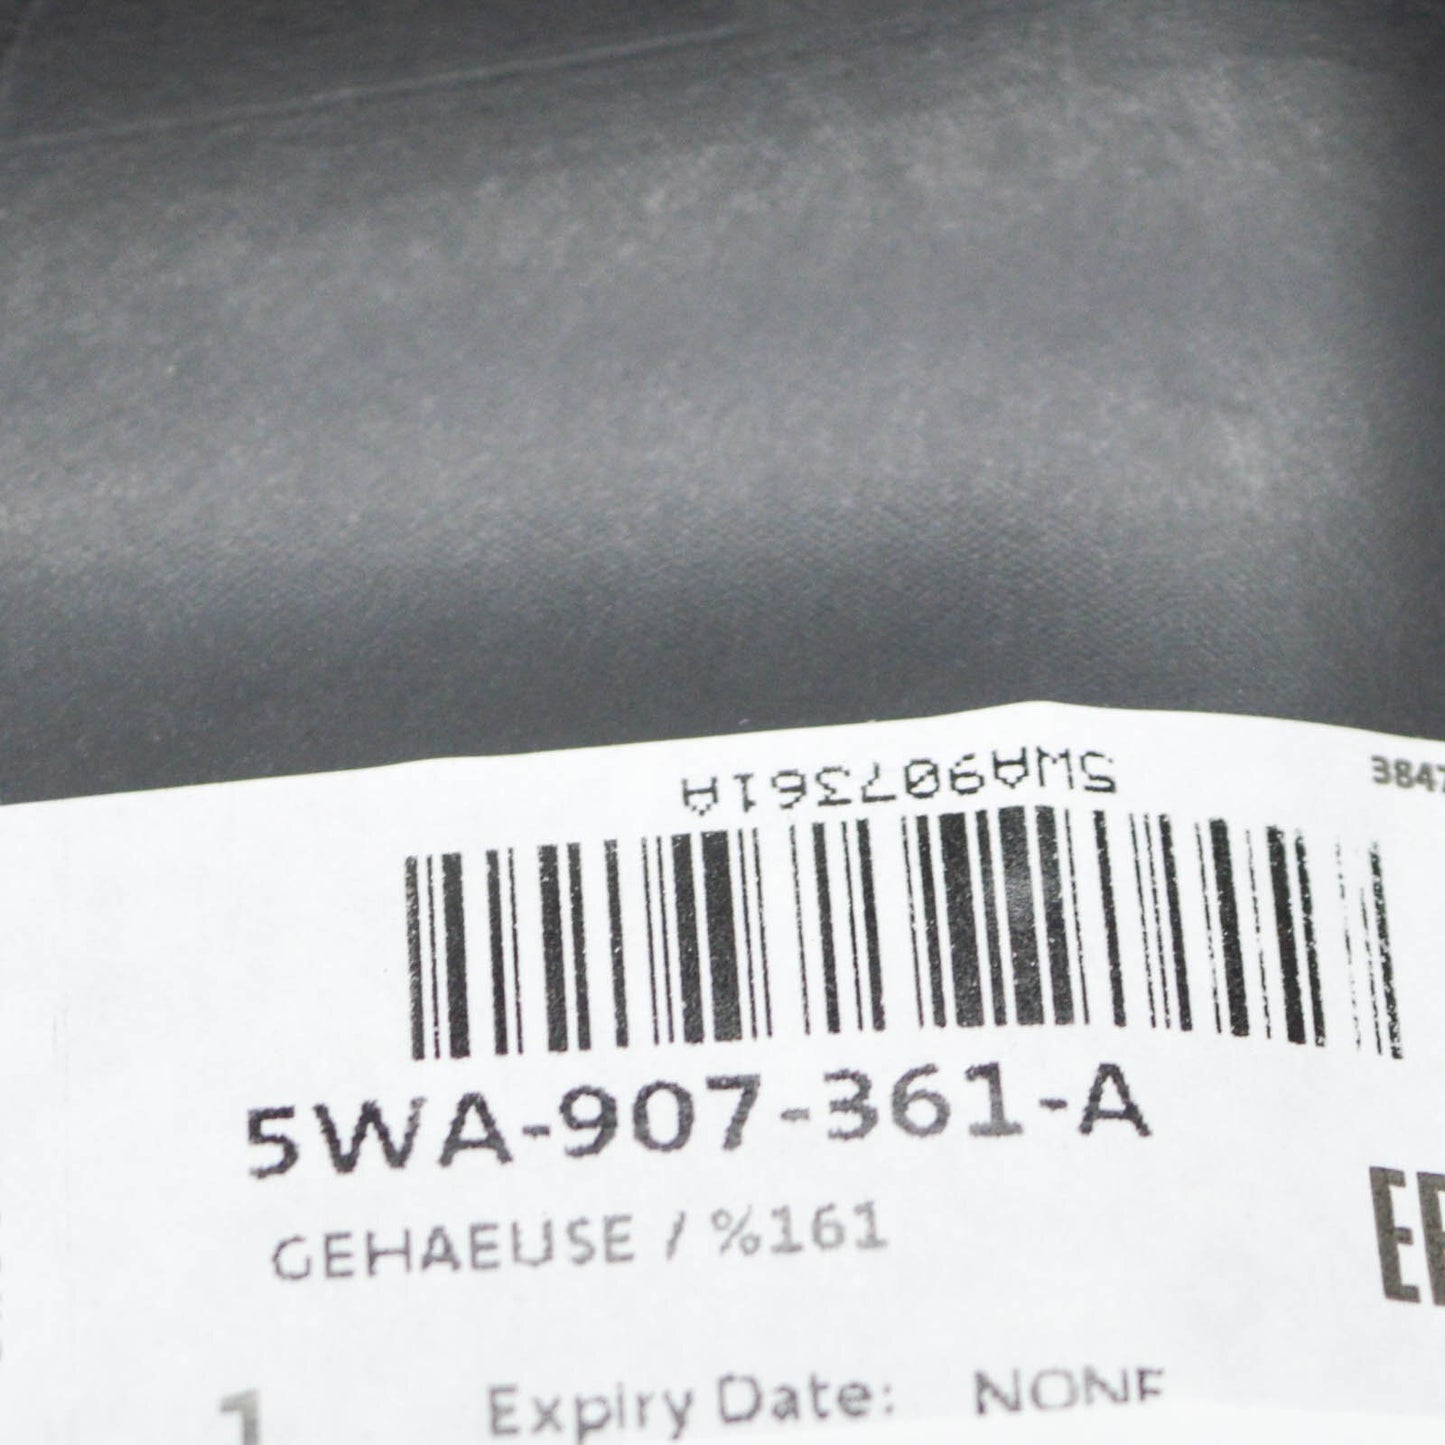 5WA907361A
3847
5WA-907-361-A
GEHAEUSE / %161
1
Expiry Date: NONE